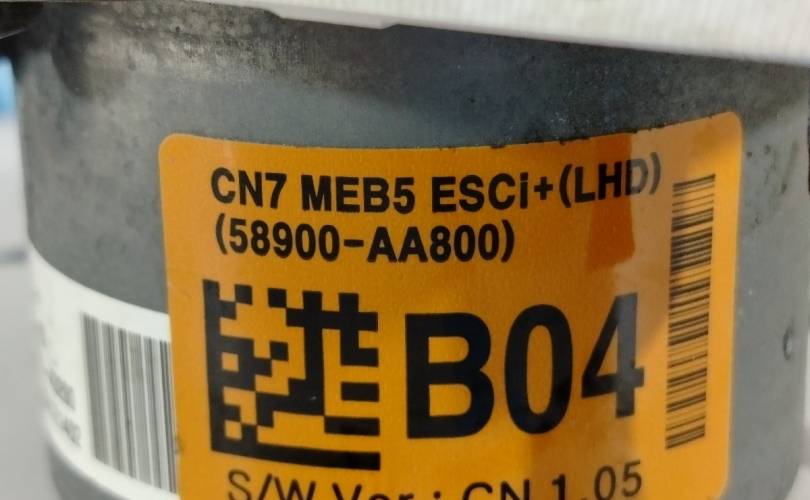 CN7 MEB5 ESCi+(LHD)
(58900-AA800)
B04
S/W Ver : CN 1.05